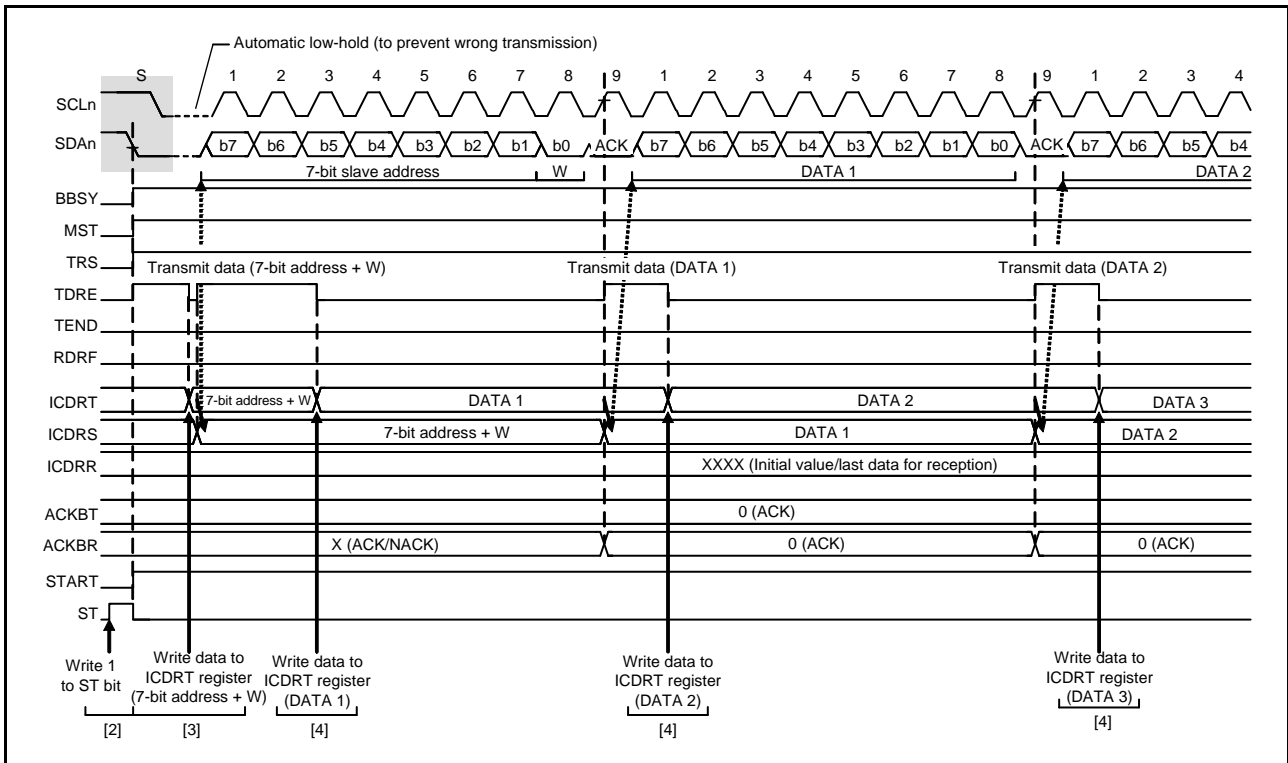 Automatic low-hold (to prevent wrong transmission)
S 1 2 3 4 5 6 7 8 9 1 2 3 4 5 6 7 8 9 1 2 3 4
SCLn
SDAn b7 b6 b5 b4 b3 b2 b1 b0 ACK b7 b6 b5 b4 b3 b2 b1 b0 ACK b7 b6 b5 b4
7-bit slave address W DATA 1 DATA 2
BBSY
MST
TRS
Transmit data (7-bit address + W) Transmit data (DATA 1) Transmit data (DATA 2)
TDRE
TEND
RDRF
ICDRT 7-bit address + W DATA 1 DATA 2 DATA 3
ICDRS 7-bit address + W DATA 1 DATA 2
ICDRR XXXX (Initial value/last data for reception)
ACKBT 0 (ACK)
ACKBR X (ACK/NACK) 0 (ACK) 0 (ACK)
START
ST
Write 1
to ST bit
[2]
Write data to
ICDRT register
(7-bit address + W)
[3]
Write data to
ICDRT register
(DATA 1)
[4]
Write data to
ICDRT register
(DATA 2)
[4]
Write data to
ICDRT register
(DATA 3)
[4]